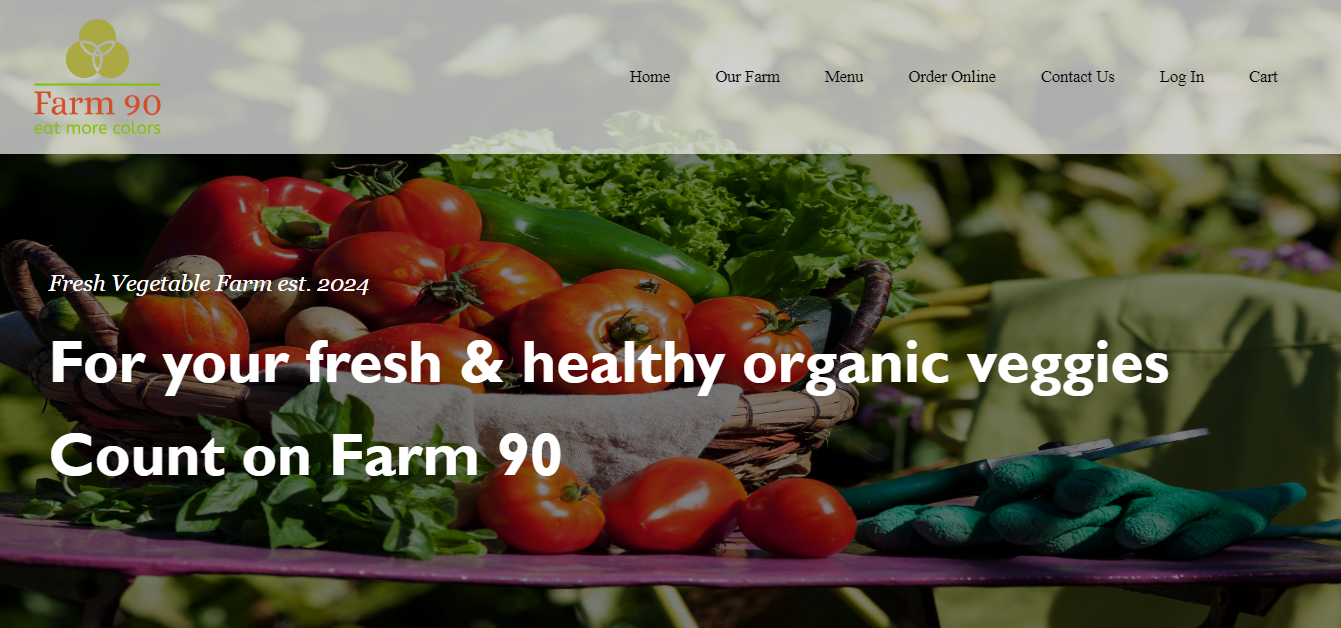 Farm 90
eat more colors
Home Our Farm Menu Order Online Contact Us Log In Cart
Fresh Vegetable Farm est. 2024
For your fresh & healthy organic veggies
Count on Farm 90